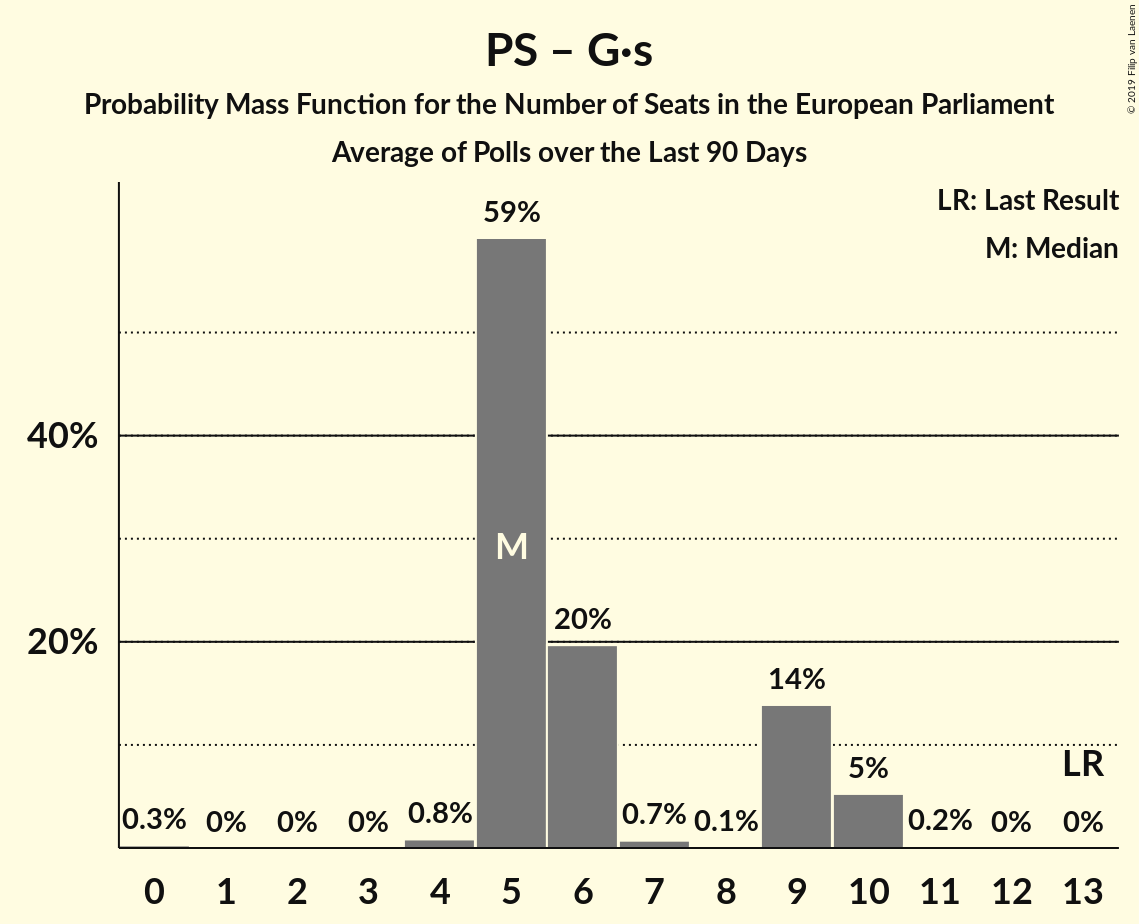 PS – G•s
Probability Mass Function for the Number of Seats in the European Parliament
Average of Polls over the Last 90 Days
© 2019 Filip van Laenen
LR: Last Result
M: Median
59%
40%
M
20%
20%
14%
LR
5%
0.3% 0% 0% 0% 0.8% 0.7% 0.1% 0.2% 0% 0%
0 1 2 3 4 5 6 7 8 9 10 11 12 13